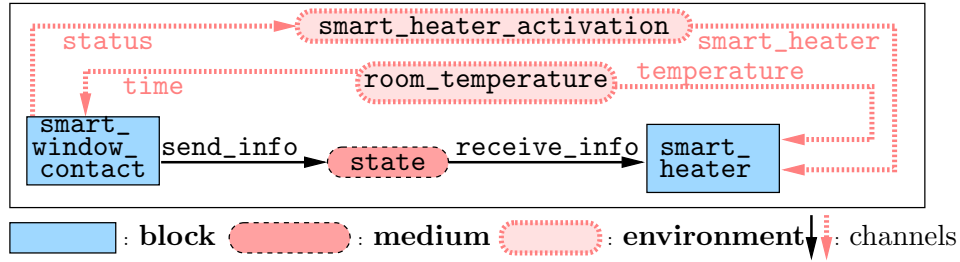 smart_heater_activation
status
smart_heater
room_temperature
temperature
time
smart_
window_
contact
send_info
state
receive_info
smart_
heater
: block : medium : environment : channels